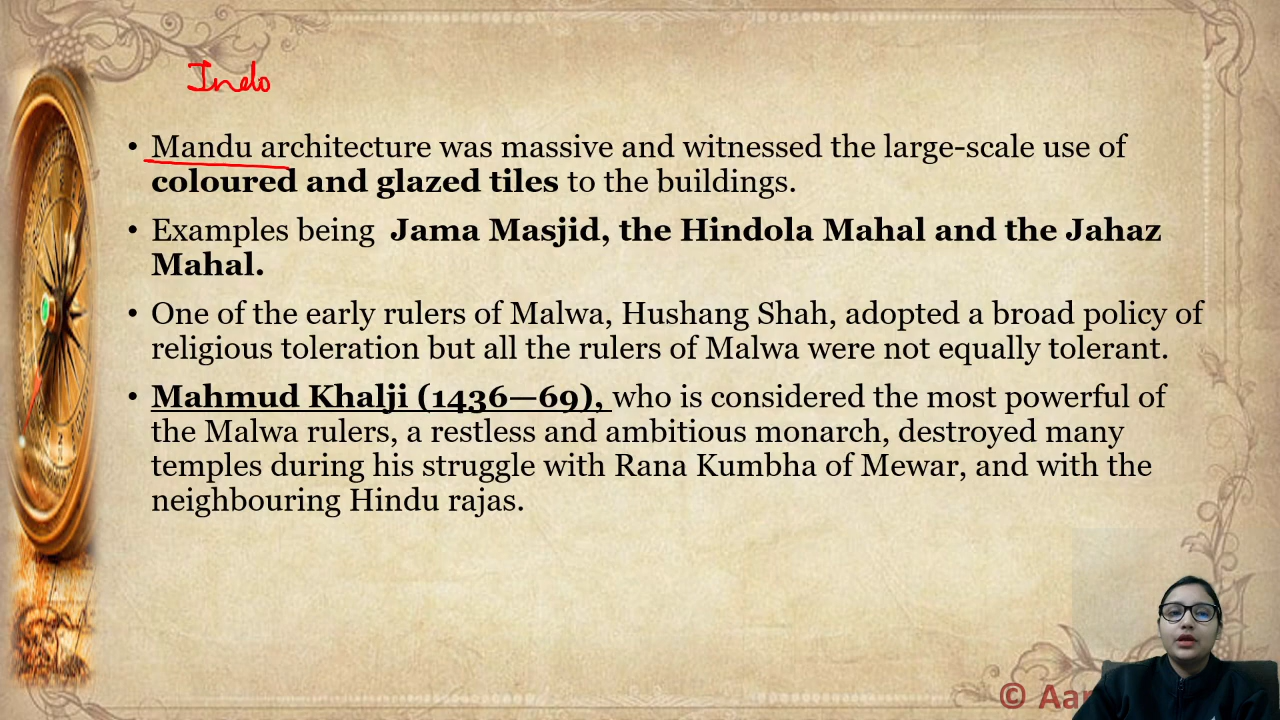 Indo
• Mandu architecture was massive and witnessed the large-scale use of
coloured and glazed tiles to the buildings.
• Examples being Jama Masjid, the Hindola Mahal and the Jahaz
Mahal.
• One of the early rulers of Malwa, Hushang Shah, adopted a broad policy of
religious toleration but all the rulers of Malwa were not equally tolerant.
• Mahmud Khalji (1436—69), who is considered the most powerful of
the Malwa rulers, a restless and ambitious monarch, destroyed many
temples during his struggle with Rana Kumbha of Mewar, and with the
neighbouring Hindu rajas.
©